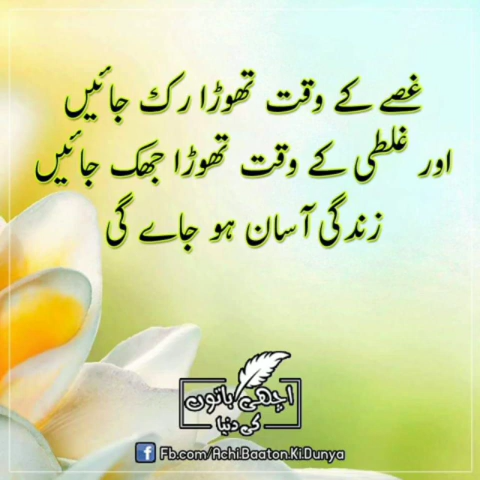 غصے کے وقت تھوڑا رک جائیں
اور غلطی کے وقت تھوڑا جھک جائیں
زندگی آسان ہو جاے گی
اچھی باتوں
کی دنیا
Fb.com/Achi.Baaton.Ki.Dunya